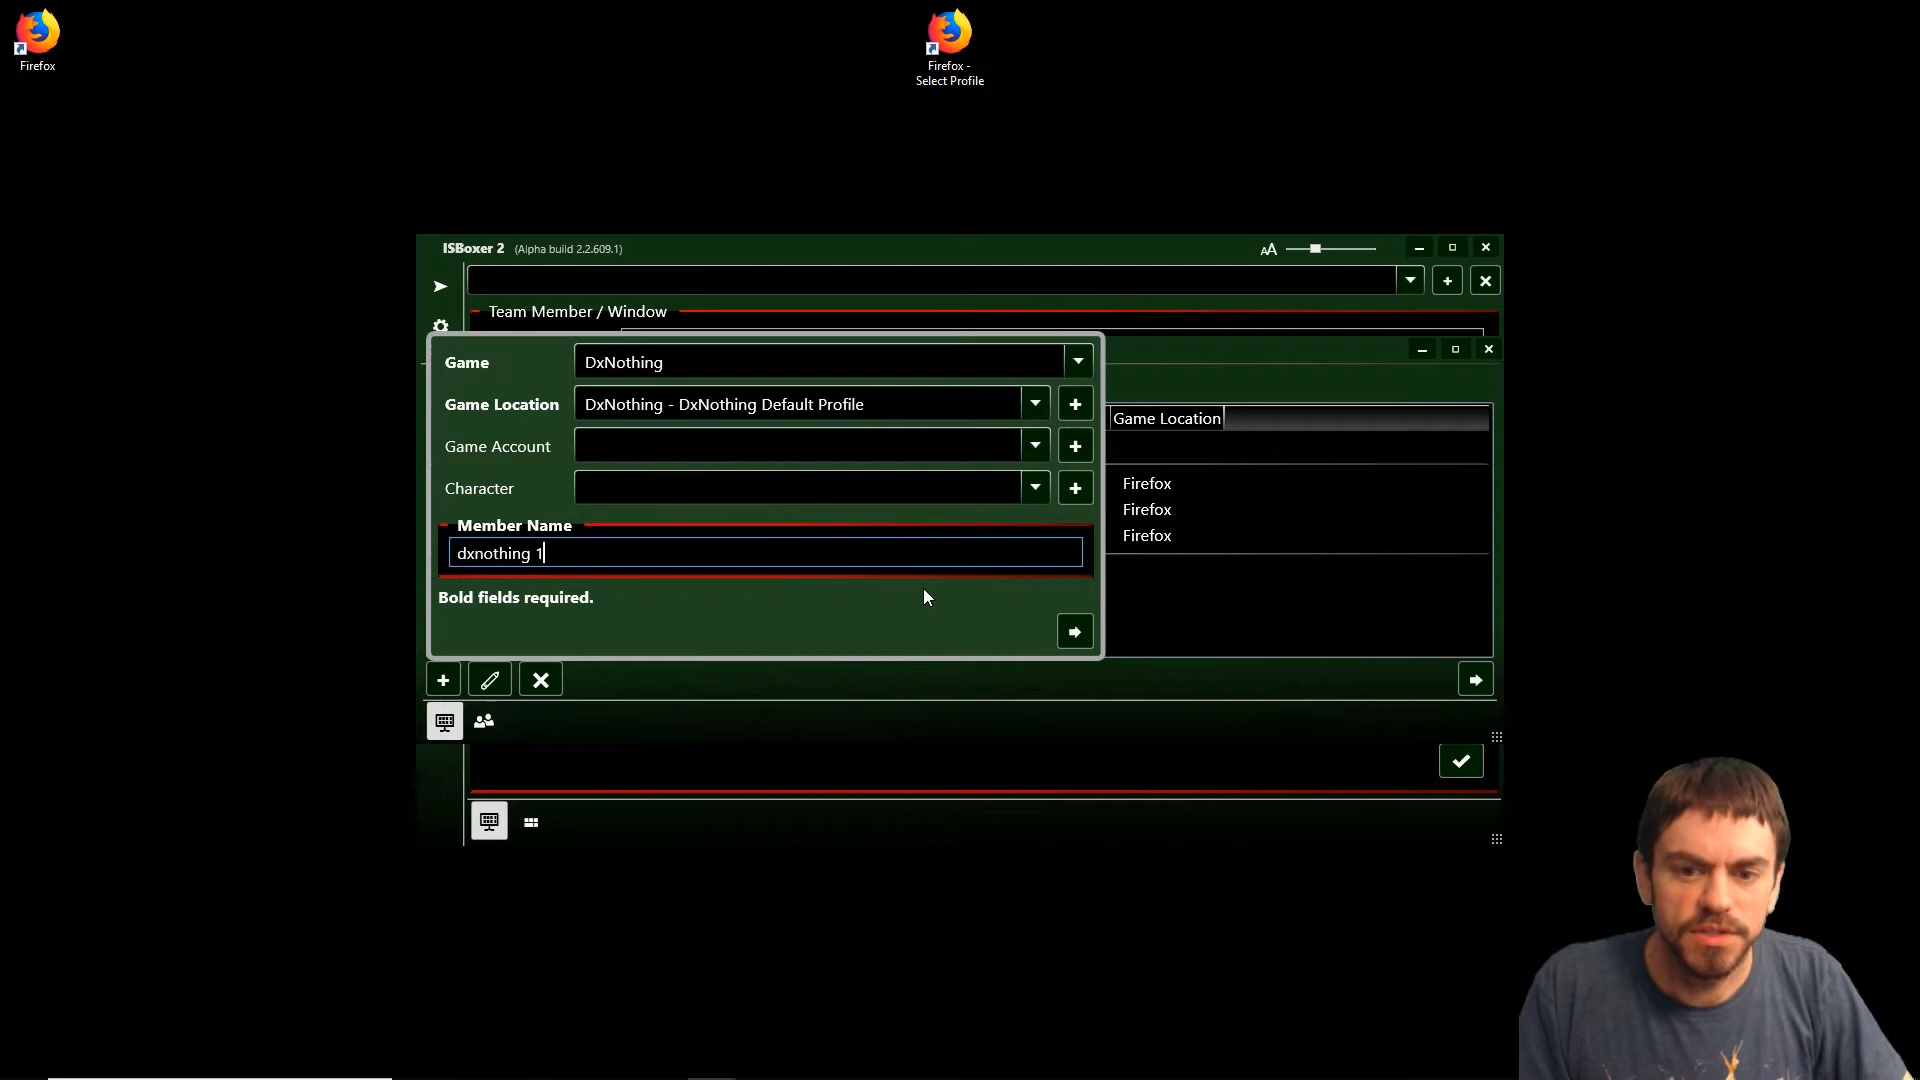 Firefox
Firefox -
Select Profile
ISBoxer 2 (Alpha build 2.2.609.1)
AA
Team Member / Window
Game
DxNothing
Game Location
DxNothing - DxNothing Default Profile
Game Location
Game Account
Character
Firefox
Firefox
Firefox
Member Name
dxnothing 1
Bold fields required.